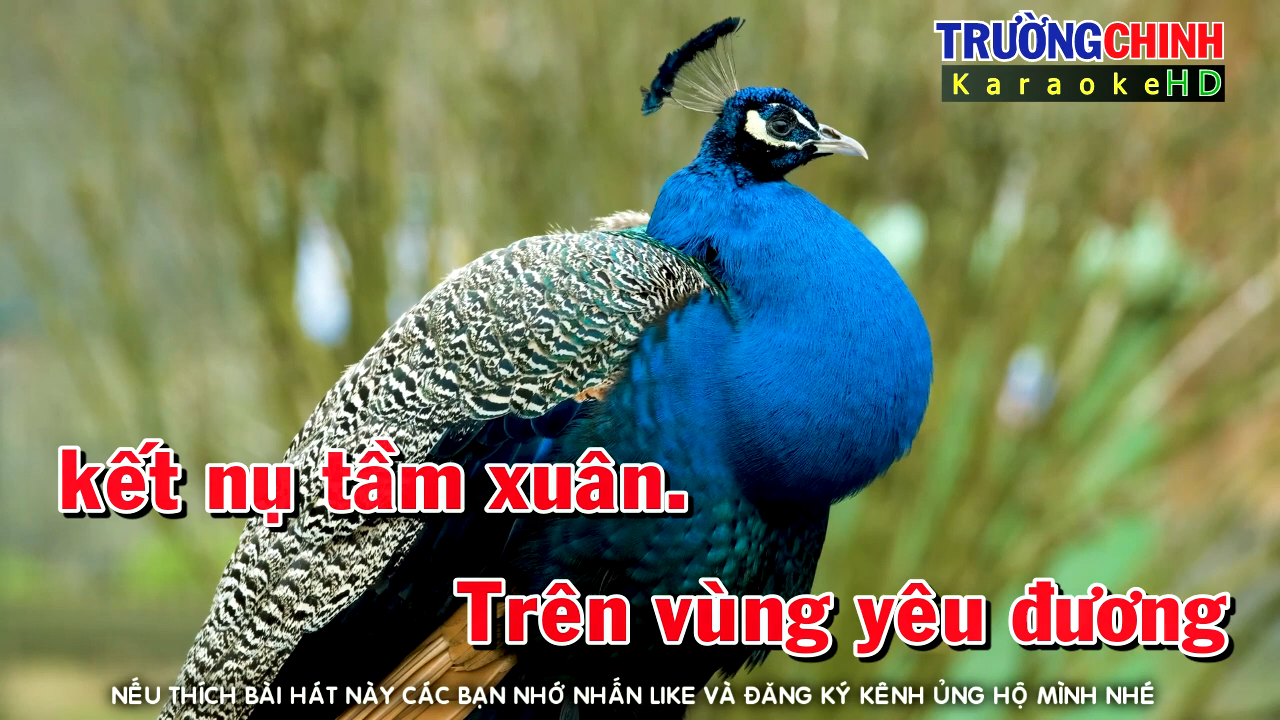 TRƯỜNGCHINH
KaraokeHD
kết nụ tầm xuân.
Trên vùng yêu đương
NẾU THÍCH BÀI HÁT NÀY CÁC BẠN NHỚ NHẤN LIKE VÀ ĐĂNG KÝ KÊNH ỦNG HỘ MÌNH NHÉ